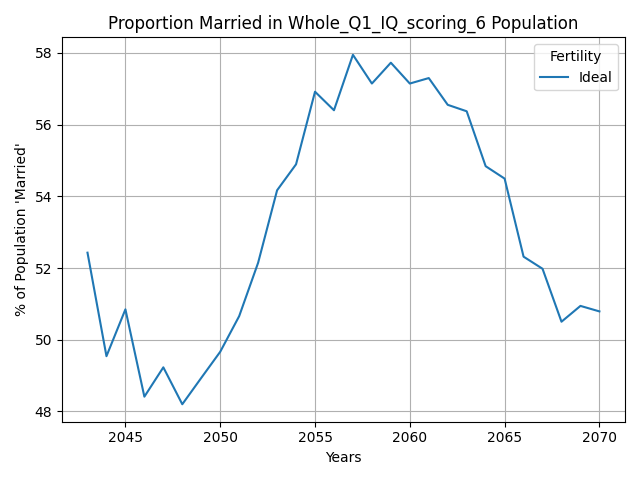 Proportion Married in Whole_Q1_IQ_scoring_6 Population
Fertility
Ideal
% of Population 'Married'
58
56
54
52
50
48
2045
2050
2055
2060
2065
2070
Years